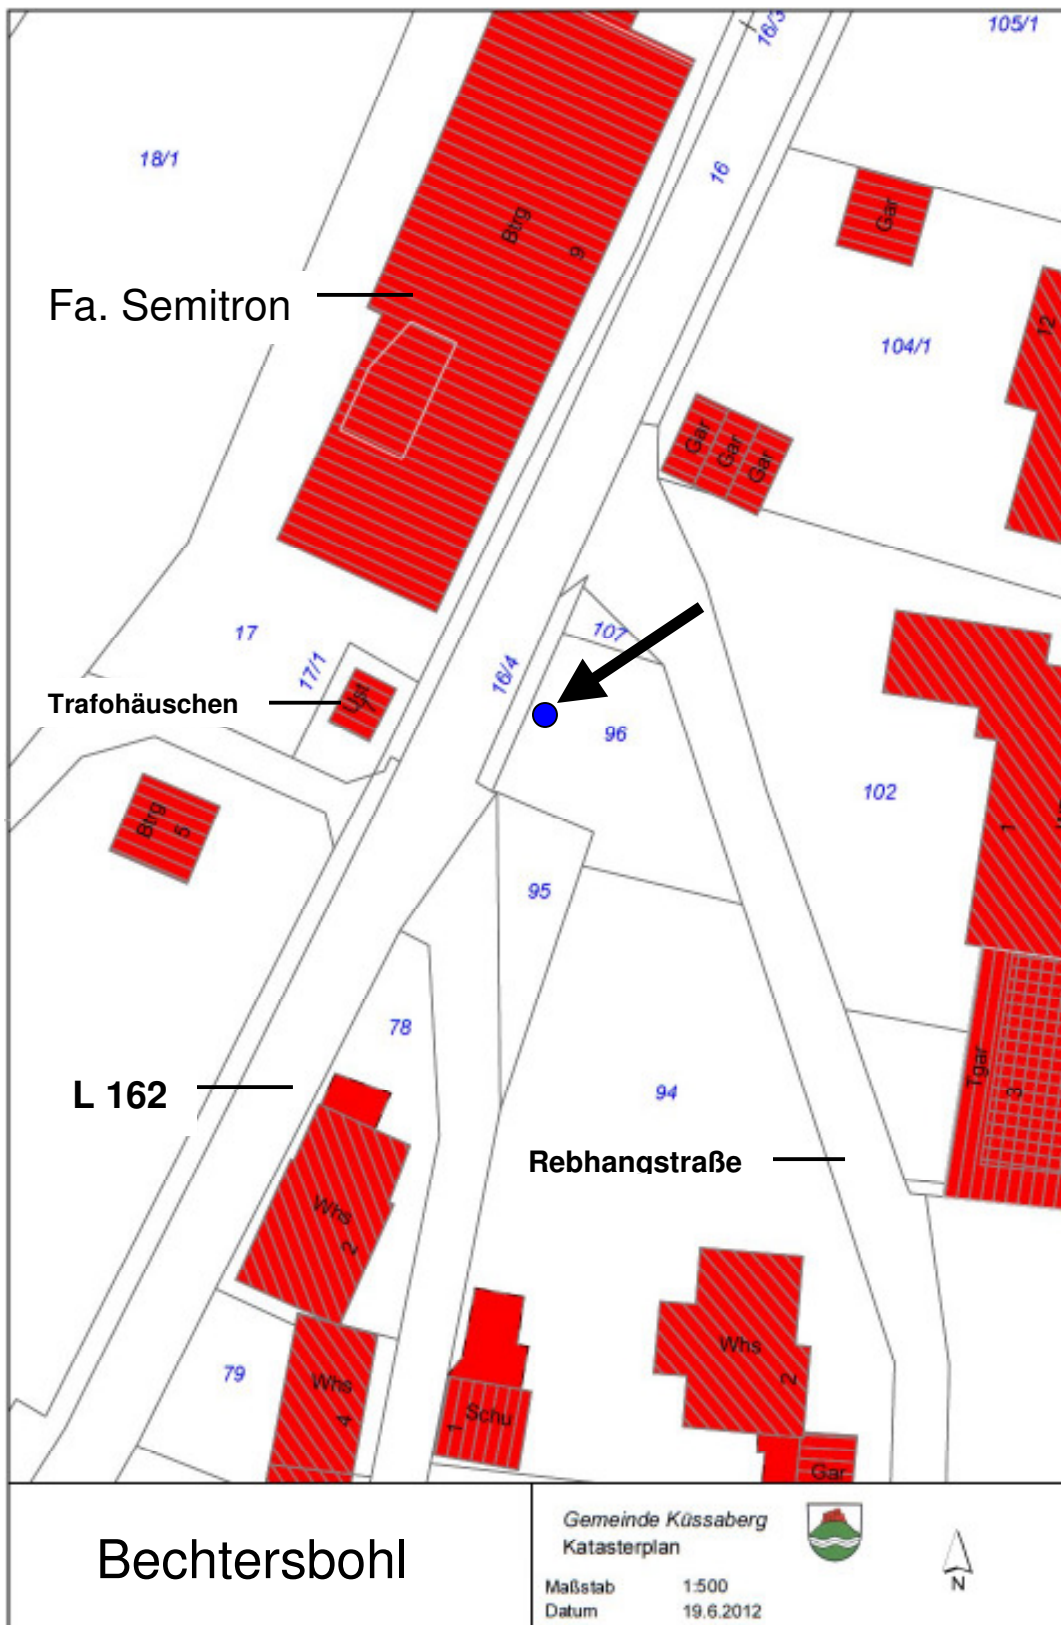 105/1
16/3
18/1
16
Gar
Btrg
9
Fa. Semitron
12
104/1
Gar
Gar
Gar
17
107
17/1
16/4
Trafohäuschen
Ust
96
102
Btrg
5
1
95
78
L 162
94
Tgar
3
Rebhangstraße
Whs
2
Whs
2
79
Whs
4
Schu
1
Gar
Bechtersbohl
Gemeinde Küssaberg
Katasterplan
Maßstab 1:500
Datum 19.6.2012
N